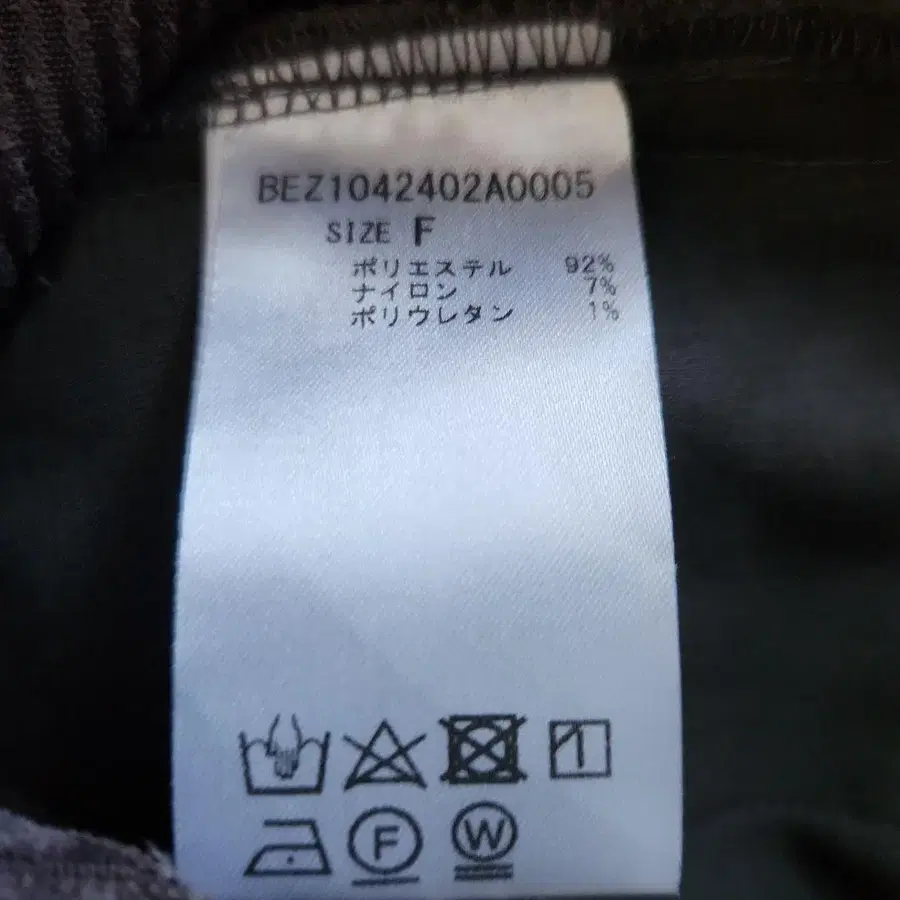 BEZ1042402A0005
SIZE F
ポリエステル 92%
ナイロン 7%
ポリウレタン 1%
F W